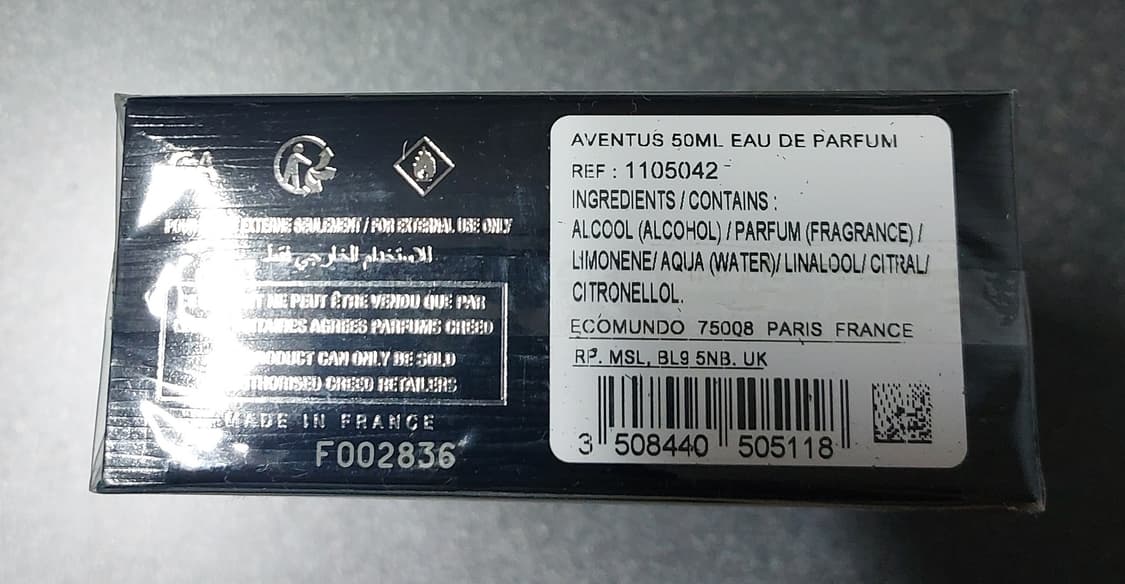 EXTERNE SEULEMENT / FOR EXTERNAL USE ONLY
للاستخدام الخارجي فقط
NE PEUT ÊTRE VENDU QUE PAR
AGREES PARFUMS CREED
PRODUCT CAN ONLY BE SOLD
AUTHORISED CREED RETAILERS
MADE IN FRANCE
F002836
AVENTUS 50ML EAU DE PARFUM
REF : 1105042
INGREDIENTS / CONTAINS :
ALCOOL (ALCOHOL) / PARFUM (FRAGRANCE) /
LIMONENE/ AQUA (WATER)/ LINALOOL/ CITRAL/
CITRONELLOL.
ECOMUNDO 75008 PARIS FRANCE
RP. MSL, BL9 5NB. UK
3 508440 505118